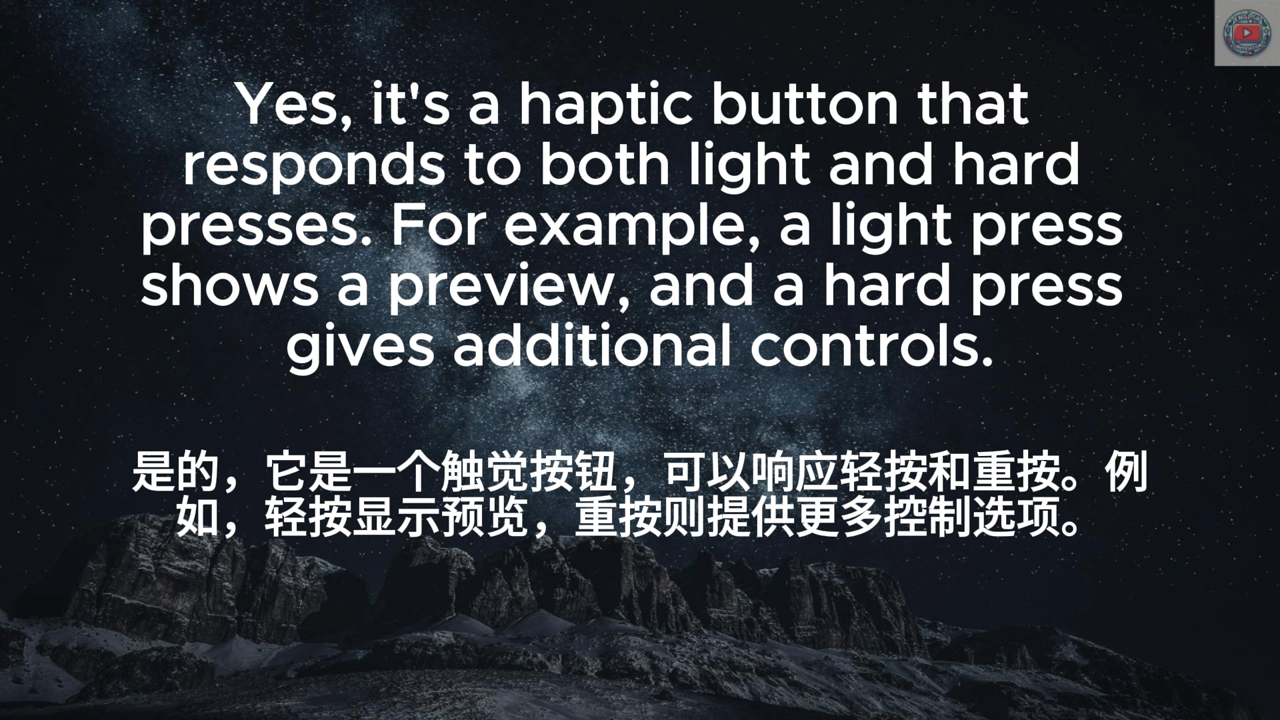 Yes, it's a haptic button that
responds to both light and hard
presses. For example, a light press
shows a preview, and a hard press
gives additional controls.
是的，它是一个触觉按钮，可以响应轻按和重按。例
如，轻按显示预览，重按则提供更多控制选项。